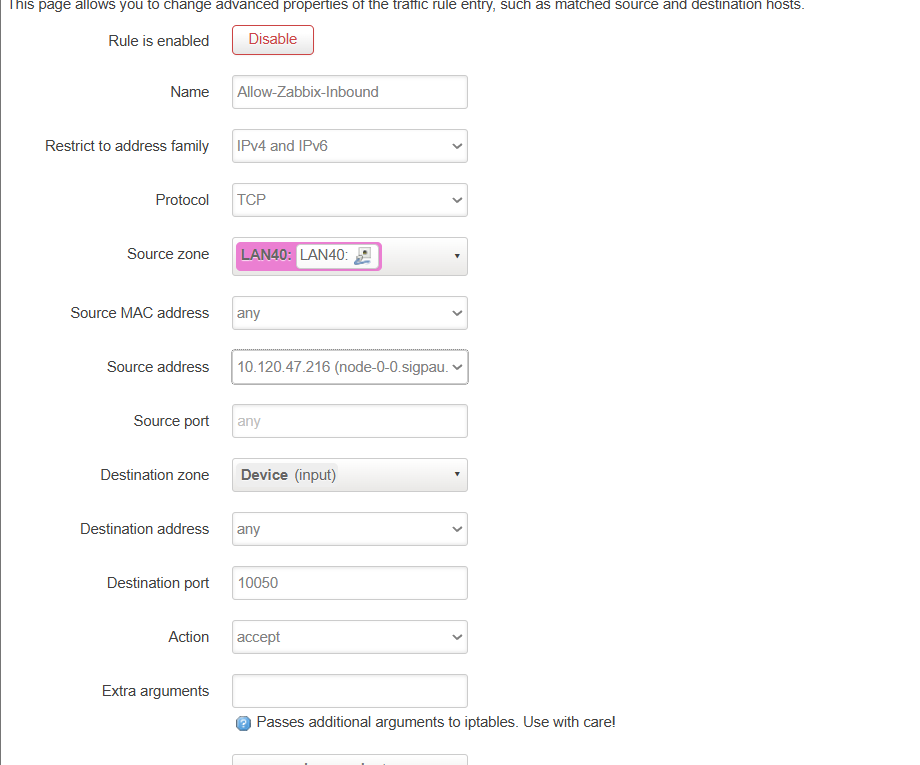 This page allows you to change advanced properties of the traffic rule entry, such as matched source and destination hosts.
Rule is enabled Disable
Name Allow-Zabbix-Inbound
Restrict to address family IPv4 and IPv6
Protocol TCP
Source zone LAN40: LAN40:
Source MAC address any
Source address 10.120.47.216 (node-0-0.sigpau.
Source port any
Destination zone Device (input)
Destination address any
Destination port 10050
Action accept
Extra arguments
Passes additional arguments to iptables. Use with care!